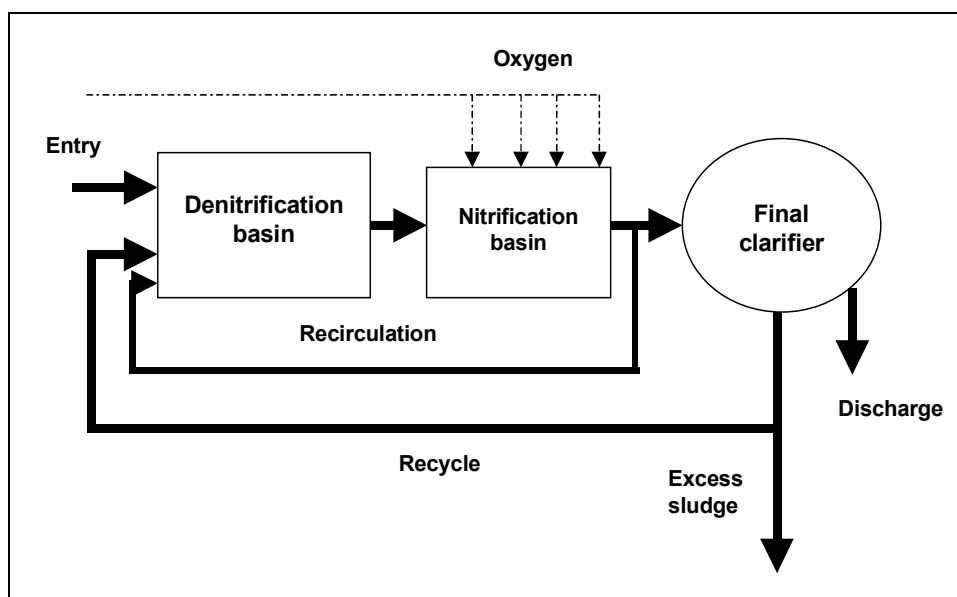 Oxygen
Entry
Denitrification
basin
Nitrification
basin
Final
clarifier
Recirculation
Discharge
Recycle
Excess
sludge